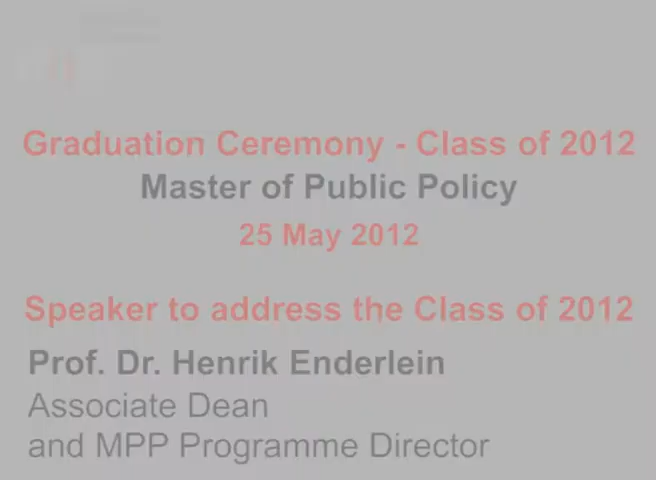 Graduation Ceremony - Class of 2012
Master of Public Policy
25 May 2012
Speaker to address the Class of 2012
Prof. Dr. Henrik Enderlein
Associate Dean
and MPP Programme Director